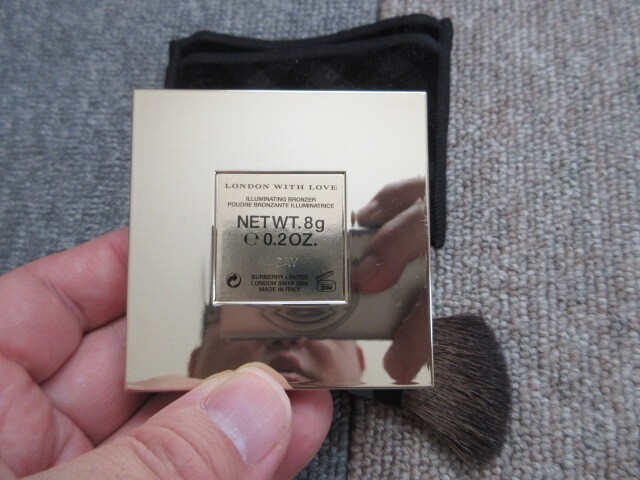 LONDON WITH LOVE
ILLUMINATING BRONZER
POUDRE BRONZANTE ILLUMINATRICE
NET WT. 8g
℮ 0.2 OZ.
BURBERRY LIMITED
LONDON SW1P 2AW
MADE IN ITALY